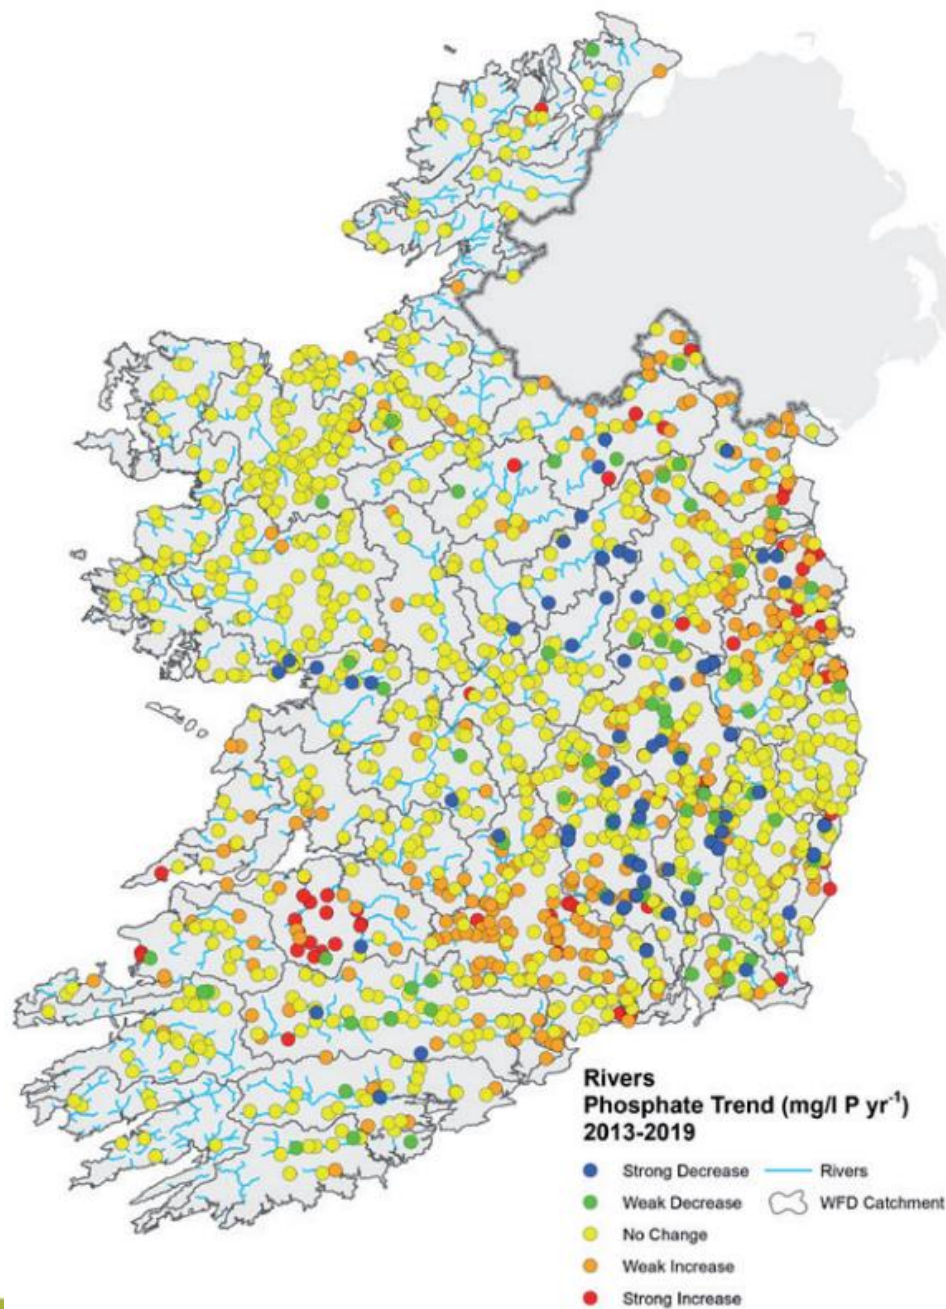 Rivers
Phosphate Trend (mg/l P yr⁻¹)
2013-2019
Strong Decrease
Rivers
Weak Decrease
WFD Catchment
No Change
Weak Increase
Strong Increase